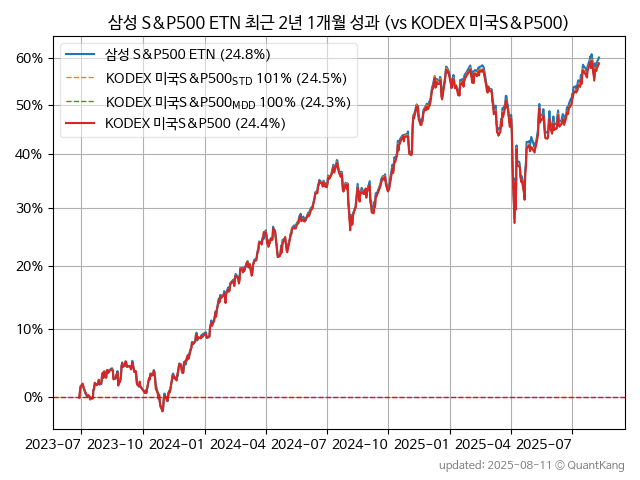 삼성 S&P500 ETN 최근 2년 1개월 성과 (vs KODEX 미국S&P500)
삼성 S&P500 ETN (24.8%)
KODEX 미국S&P500STD 101% (24.5%)
KODEX 미국S&P500MDD 100% (24.3%)
KODEX 미국S&P500 (24.4%)
60%
50%
40%
30%
20%
10%
0%
2023-07 2023-10 2024-01 2024-04 2024-07 2024-10 2025-01 2025-04 2025-07
updated: 2025-08-11 © QuantKang